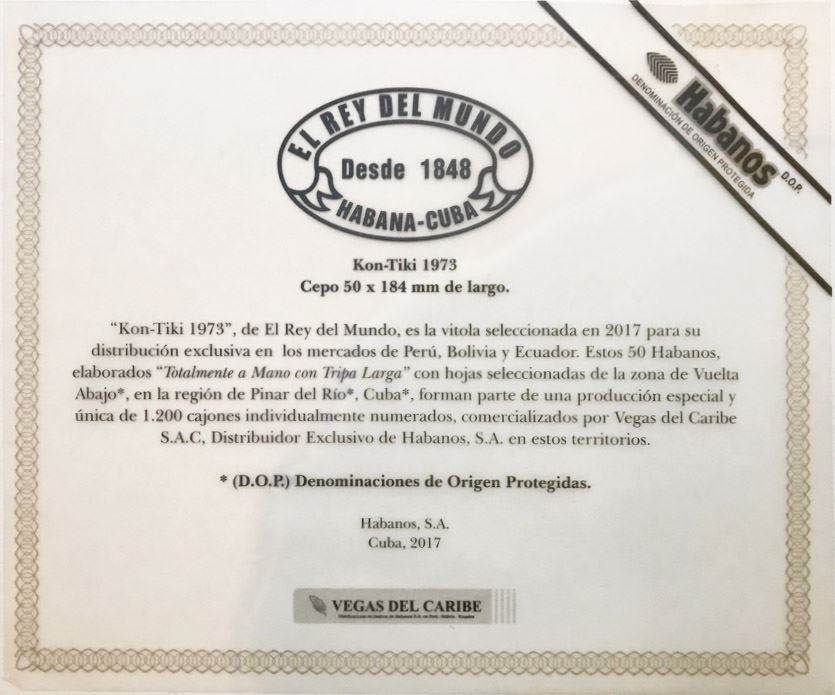 Habanos
DENOMINACIÓN DE ORIGEN PROTEGIDA
D.O.P.
EL REY DEL MUNDO
Desde 1848
HABANA-CUBA
Kon-Tiki 1973
Cepo 50 x 184 mm de largo.
“Kon-Tiki 1973”, de El Rey del Mundo, es la vitola seleccionada en 2017 para su
distribución exclusiva en los mercados de Perú, Bolivia y Ecuador. Estos 50 Habanos,
elaborados “Totalmente a Mano con Tripa Larga” con hojas seleccionadas de la zona de Vuelta
Abajo*, en la región de Pinar del Río*, Cuba*, forman parte de una producción especial y
única de 1.200 cajones individualmente numerados, comercializados por Vegas del Caribe
S.A.C, Distribuidor Exclusivo de Habanos, S.A. en estos territorios.
* (D.O.P.) Denominaciones de Origen Protegidas.
Habanos, S.A.
Cuba, 2017
VEGAS DEL CARIBE